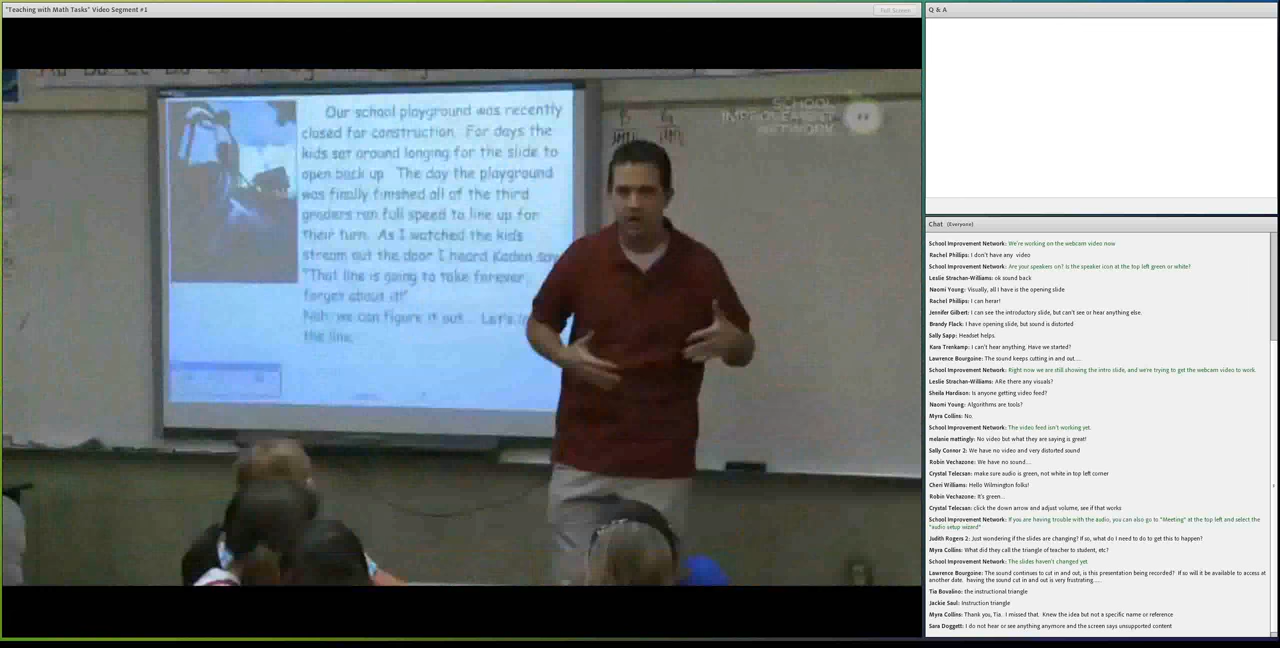 "Teaching with Math Tasks" Video Segment #1
Full Screen
SCHOOL
IMPROVEMENT
NETWORK
Our school playground was recently
closed for construction. For days the
kids sat around longing for the slide to
open back up. The day the playground
was finally finished all of the third
graders ran full speed to line up for
their turn. As I watched the kids
stream out the door I heard Kaden say
"That line is going to take forever,
forget about it!"
Nah, we can figure it out... Let's
the line.
Q & A
Chat (Everyone)
School Improvement Network: We're working on the webcam video now
Rachel Phillips: I don't have any video
School Improvement Network: Are your speakers on? Is the speaker icon at the top left green or white?
Leslie Strachan-Williams: ok sound back
Naomi Young: Visually, all I have is the opening slide
Rachel Phillips: I can herar!
Jennifer Gilbert: I can see the introductory slide, but can't see or hear anything else.
Brandy Flack: I have opening slide, but sound is distorted
Sally Sapp: Headset helps.
Kara Trenkamp: I can't hear anything. Have we started?
Lawrence Bourgoine: The sound keeps cutting in and out.....
School Improvement Network: Right now we are still showing the intro slide, and we're trying to get the webcam video to work.
Leslie Strachan-Williams: ARe there any visuals?
Sheila Hardison: Is anyone getting video feed?
Naomi Young: Algorithms are tools?
Myra Collins: No.
School Improvement Network: The video feed isn't working yet.
melanie mattingly: No video but what they are saying is great!
Sally Connor 2: We have no video and very distorted sound
Robin Vechazone: We have no sound...
Crystal Telecsan: make sure audio is green, not white in top left corner
Cheri Williams: Hello Wilmington folks!
Robin Vechazone: It's green...
Crystal Telecsan: click the down arrow and adjust volume, see if that works
School Improvement Network: If you are having trouble with the audio, you can also go to "Meeting" at the top left and select the
"audio setup wizard"
Judith Rogers 2: Just wondering if the slides are changing? If so, what do I need to do to get this to happen?
Myra Collins: What did they call the triangle of teacher to student, etc?
School Improvement Network: The slides haven't changed yet.
Lawrence Bourgoine: The sound continues to cut in and out, is this presentation being recorded? If so will it be available to access at
another date. having the sound cut in and out is very frustrating.....
Tia Bovalino: the instructional triangle
Jackie Saul: Instruction triangle
Myra Collins: Thank you, Tia. I missed that. Knew the idea but not a specific name or reference
Sara Doggett: I do not hear or see anything anymore and the screen says unsupported content